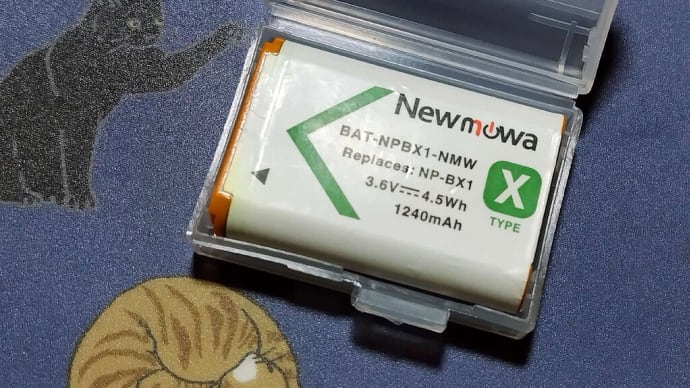 Newmowa
BAT-NPBX1-NMW
Replaces: NP-BX1
3.6V⎓4.5Wh
1240mAh
X
TYPE